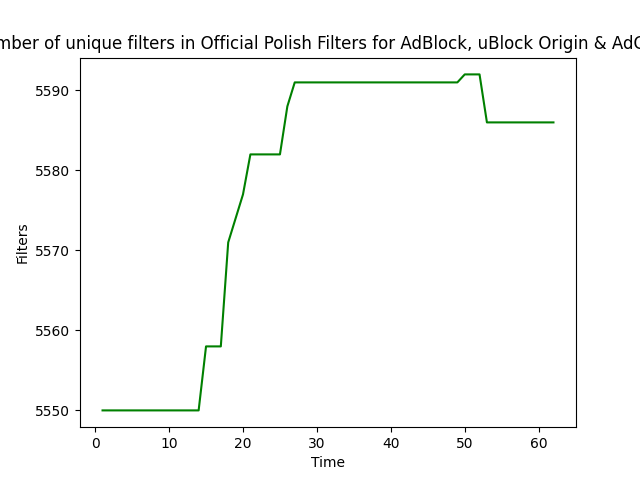 mber of unique filters in Official Polish Filters for AdBlock, uBlock Origin & AdG
5590
5580
5570
5560
5550
Filters
0 10 20 30 40 50 60
Time